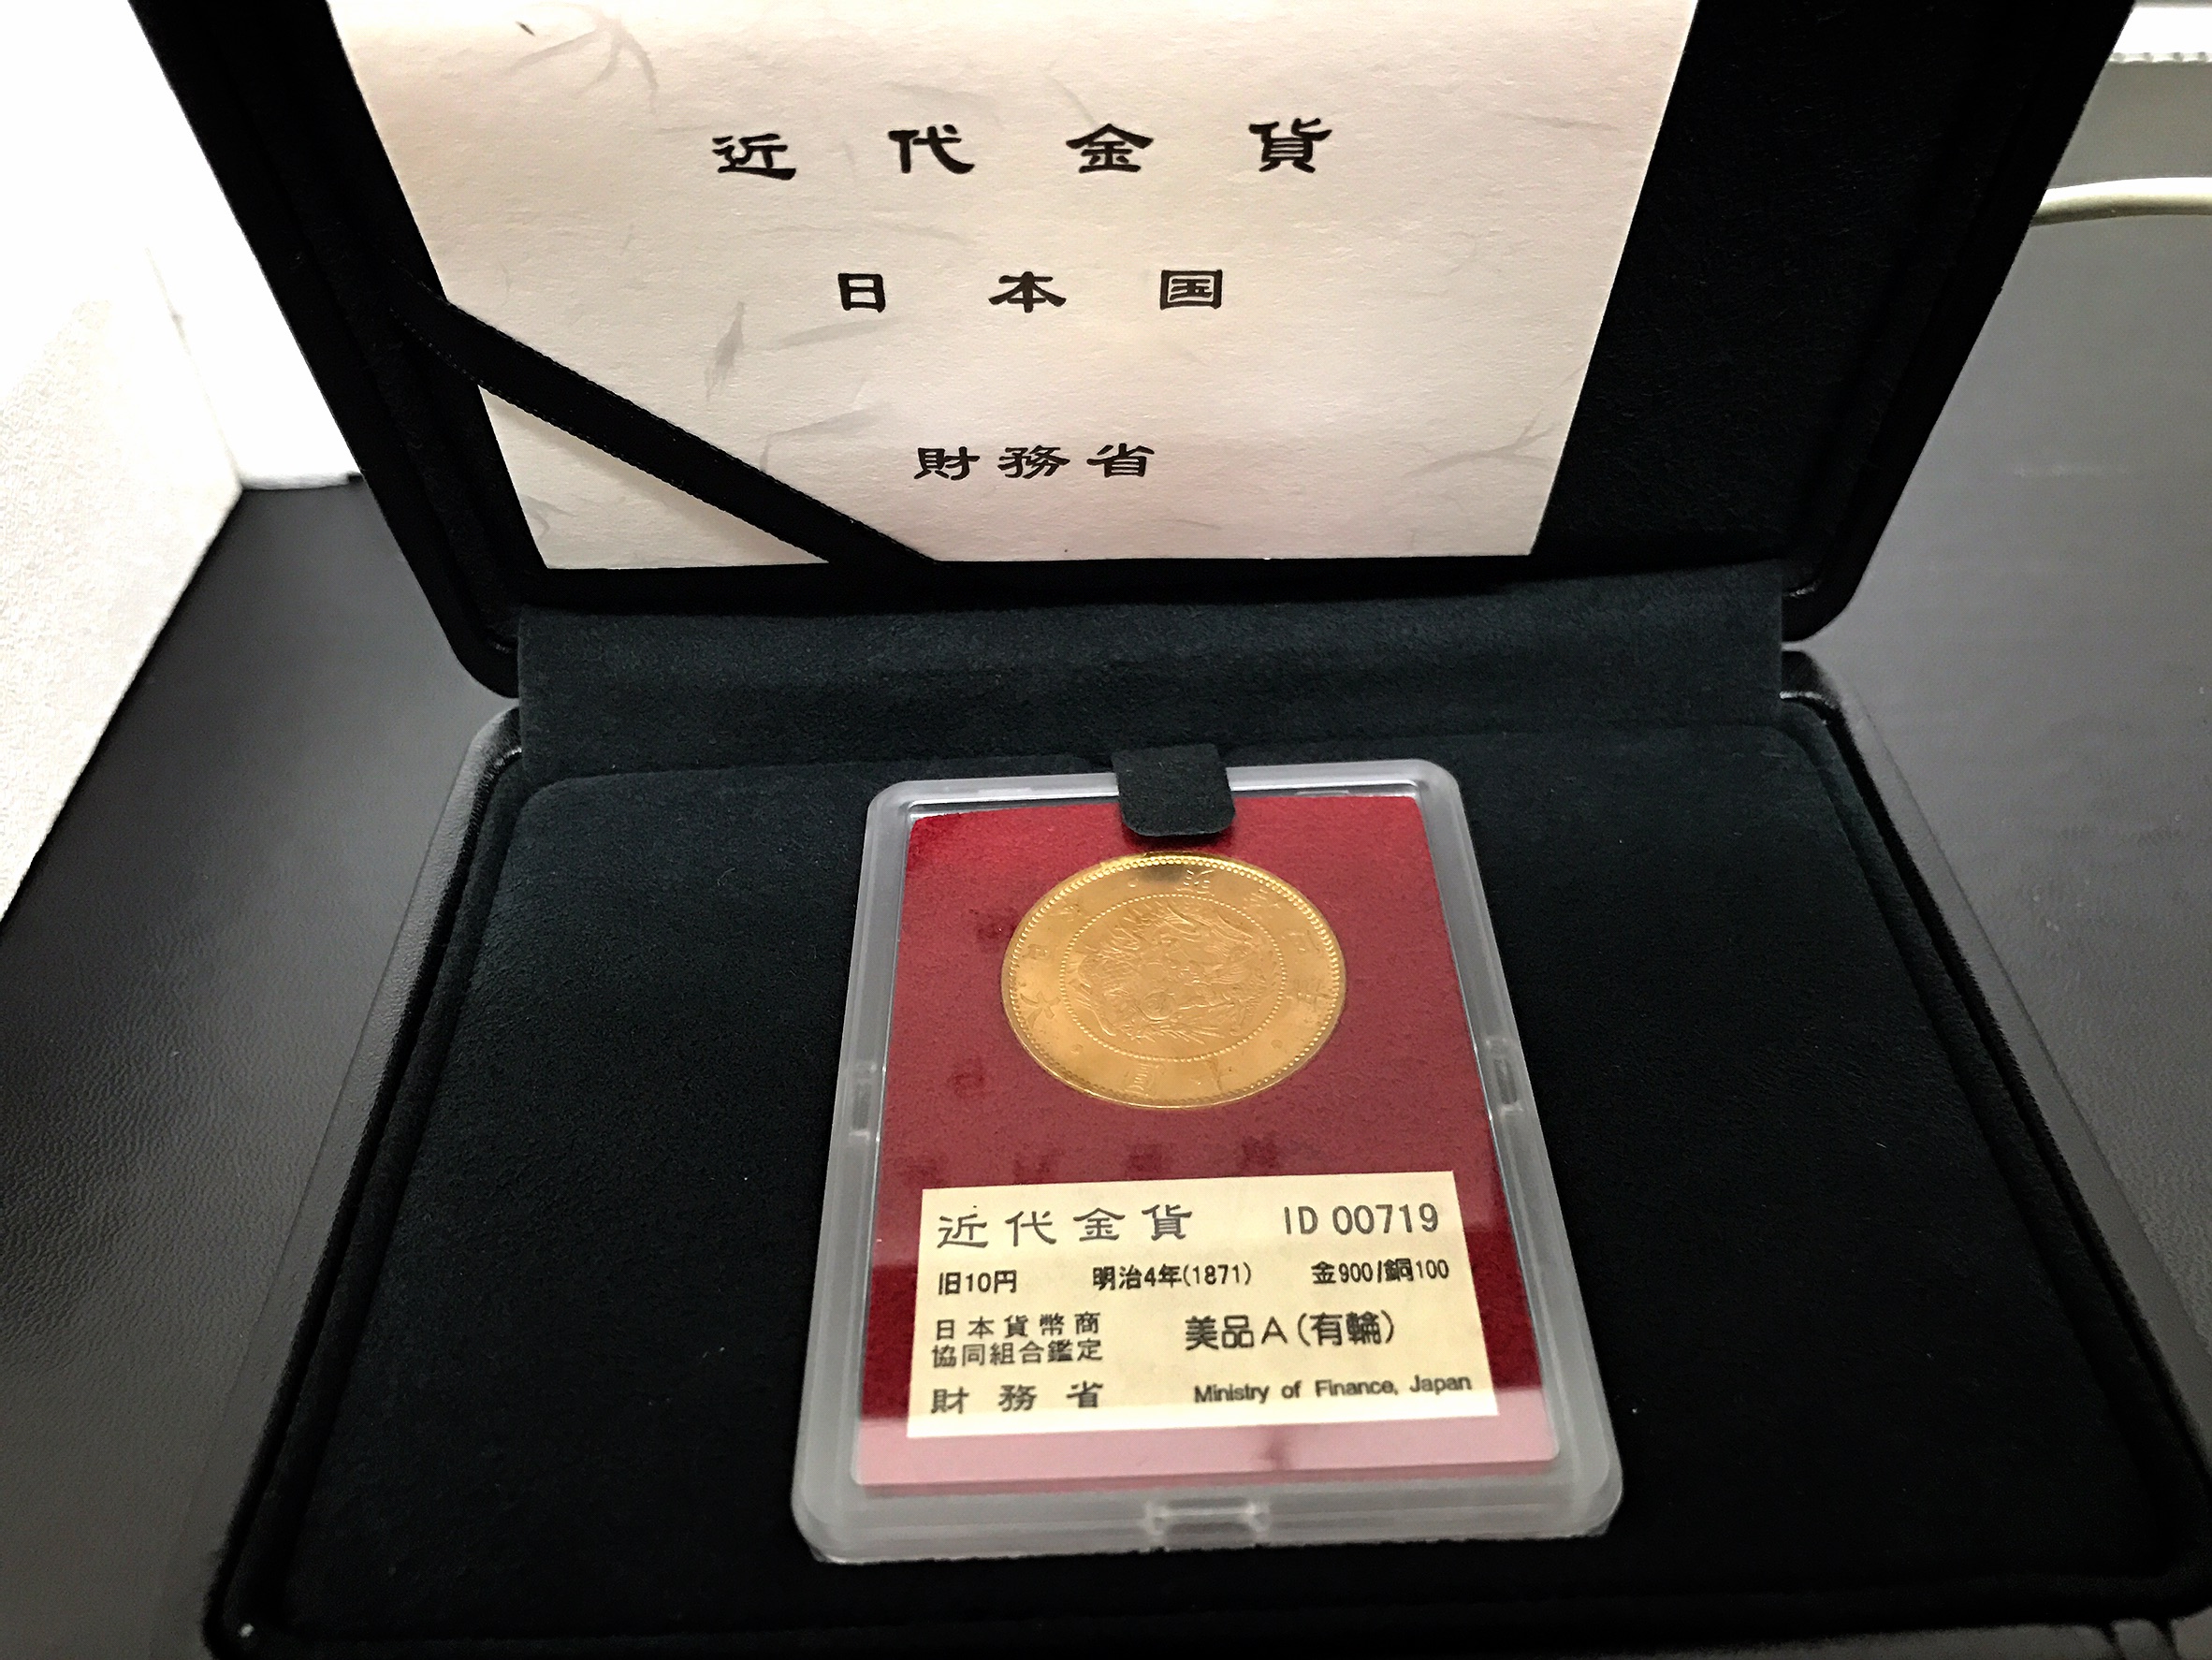 近代金貨
日本国
財務省
近代金貨 ID 00719
旧10円 明治4年(1871) 金900/銅100
日本貨幣商
協同組合鑑定 美品A(有輪)
財務省 Ministry of Finance, Japan